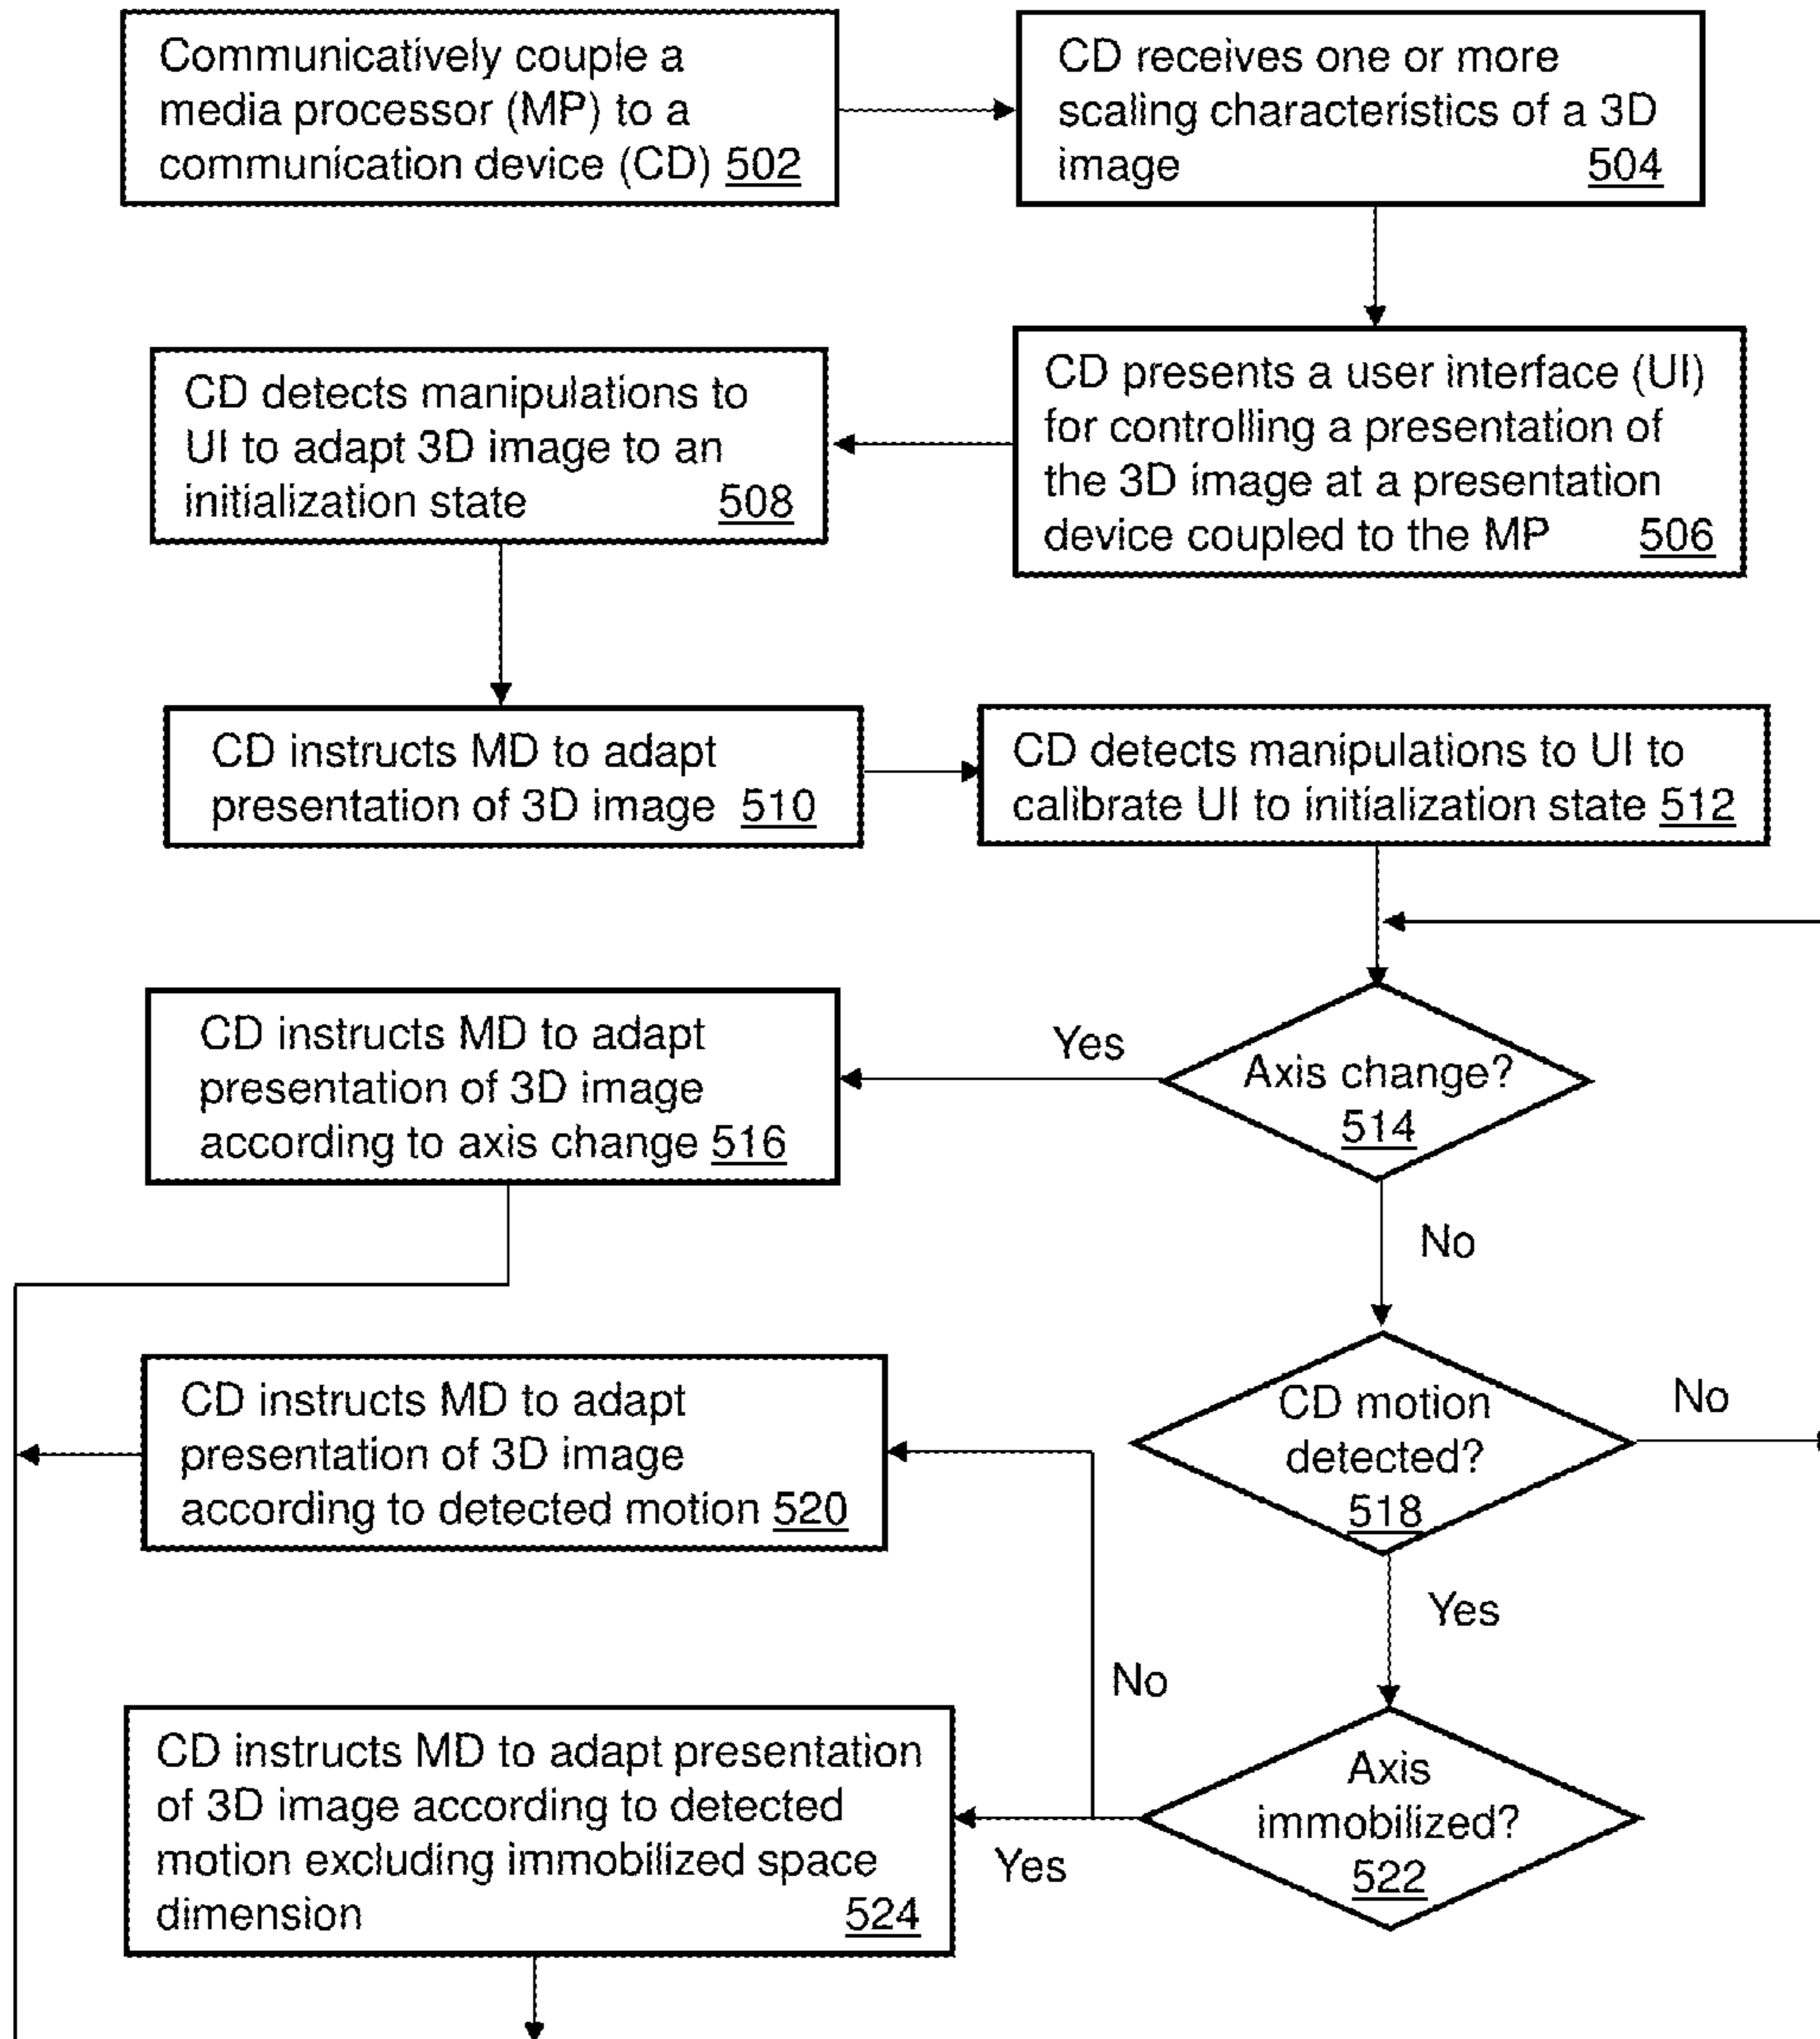 Communicatively couple a
media processor (MP) to a
communication device (CD) 502
CD receives one or more
scaling characteristics of a 3D
image 504
CD presents a user interface (UI)
for controlling a presentation of
the 3D image at a presentation
device coupled to the MP 506
CD detects manipulations to
UI to adapt 3D image to an
initialization state 508
CD instructs MD to adapt
presentation of 3D image 510
CD detects manipulations to UI to
calibrate UI to initialization state 512
Axis change?
514
Yes
CD instructs MD to adapt
presentation of 3D image
according to axis change 516
No
CD motion
detected?
518
No
CD instructs MD to adapt
presentation of 3D image
according to detected motion 520
Yes
No
Axis
immobilized?
522
Yes
CD instructs MD to adapt presentation
of 3D image according to detected
motion excluding immobilized space
dimension 524